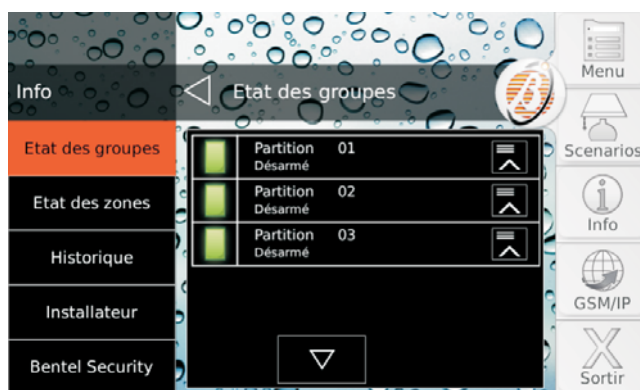 Info
Etat des groupes
Etat des groupes
Etat des zones
Historique
Installateur
Bentel Security
Partition 01
Désarmé
Partition 02
Désarmé
Partition 03
Désarmé
Menu
Scenarios
Info
GSM/IP
Sortir